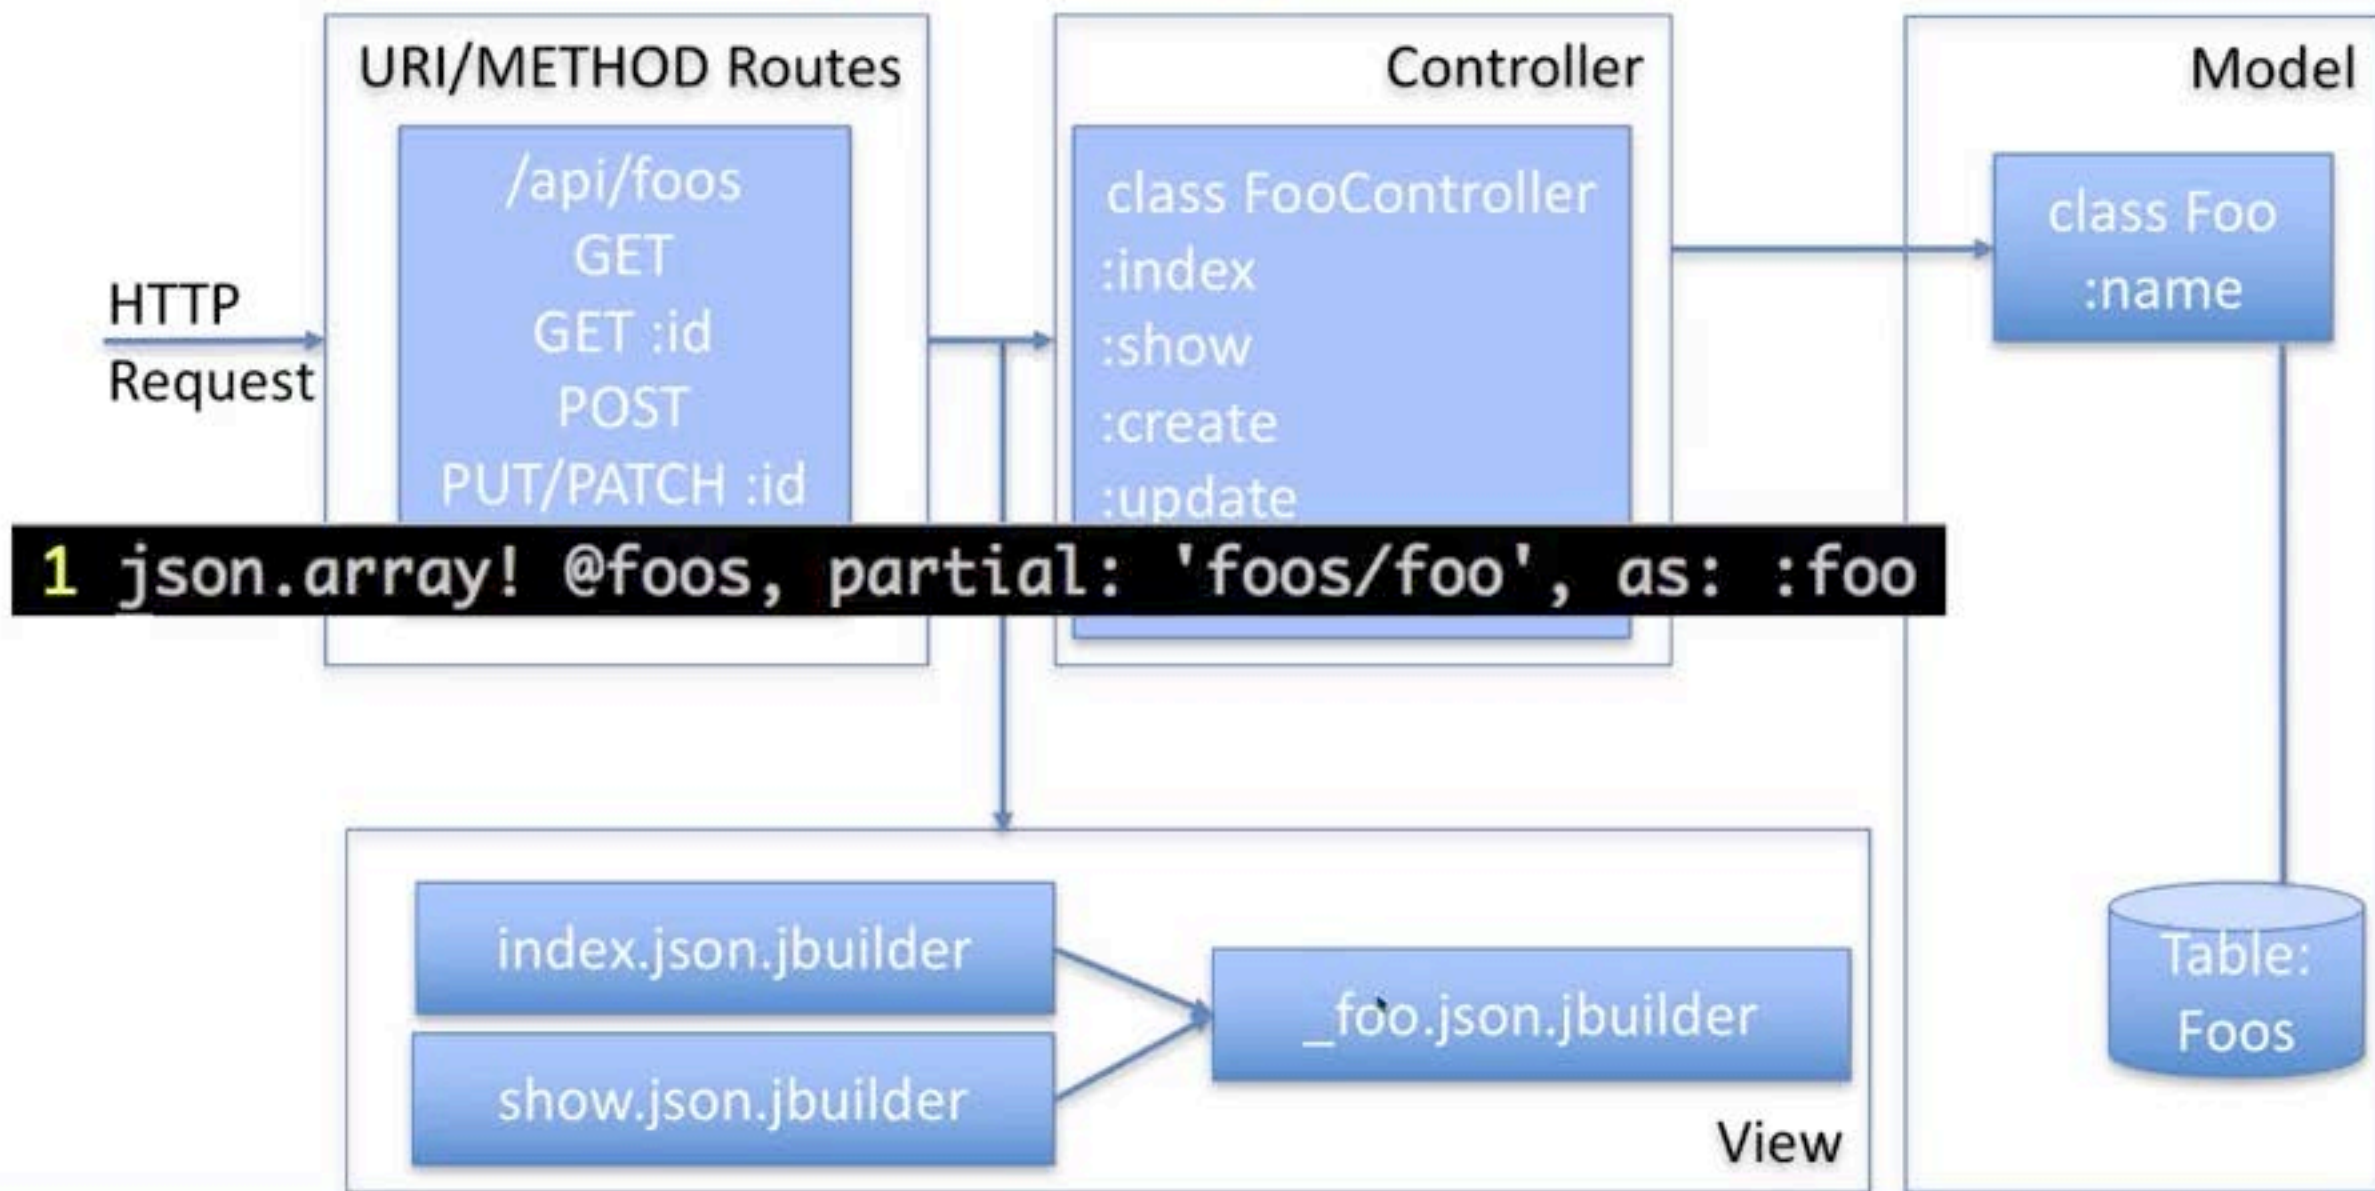 URI/METHOD Routes
/api/foos
GET
GET :id
POST
PUT/PATCH :id
HTTP
Request
Controller
class FooController
:index
:show
:create
:update
Model
class Foo
:name
1 json.array! @foos, partial: 'foos/foo', as: :foo
index.json.jbuilder
show.json.jbuilder
_foo.json.jbuilder
View
Table:
Foos